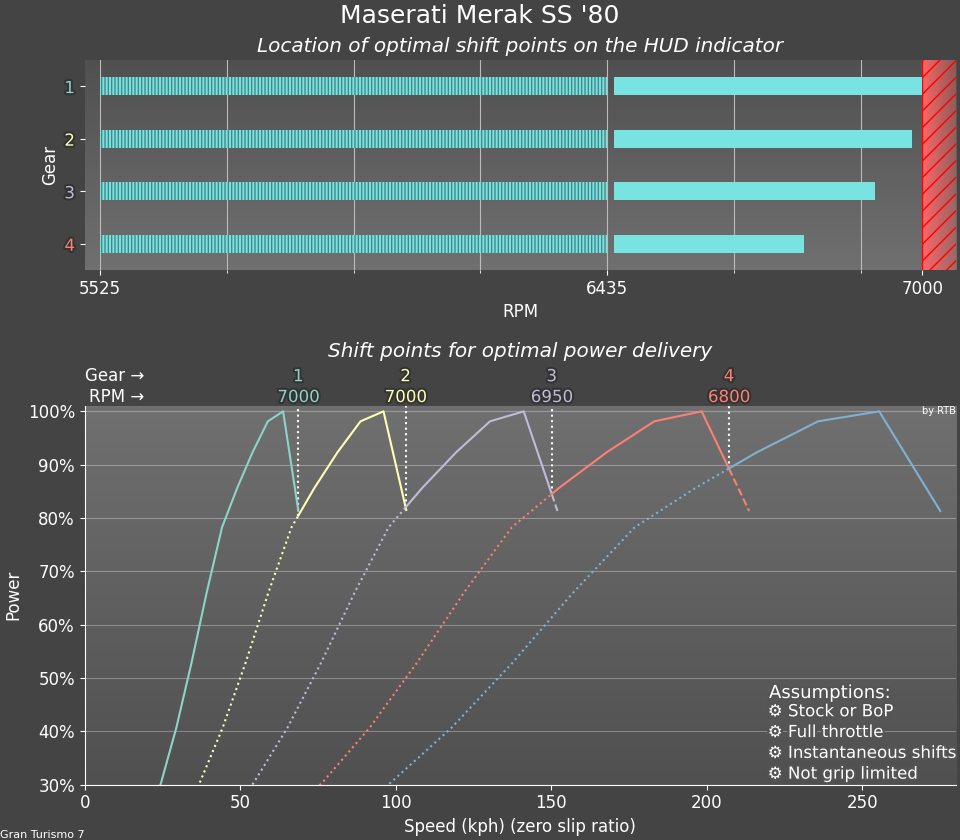 Maserati Merak SS '80
Location of optimal shift points on the HUD indicator
Gear
1
2
3
4
5525 6435 7000
RPM
Shift points for optimal power delivery
Gear → 1 2 3 4
RPM → 7000 7000 6950 6800
by RTB
Power
100%
90%
80%
70%
60%
50%
40%
30%
Assumptions:
⚙ Stock or BoP
⚙ Full throttle
⚙ Instantaneous shifts
⚙ Not grip limited
0 50 100 150 200 250
Speed (kph) (zero slip ratio)
Gran Turismo 7